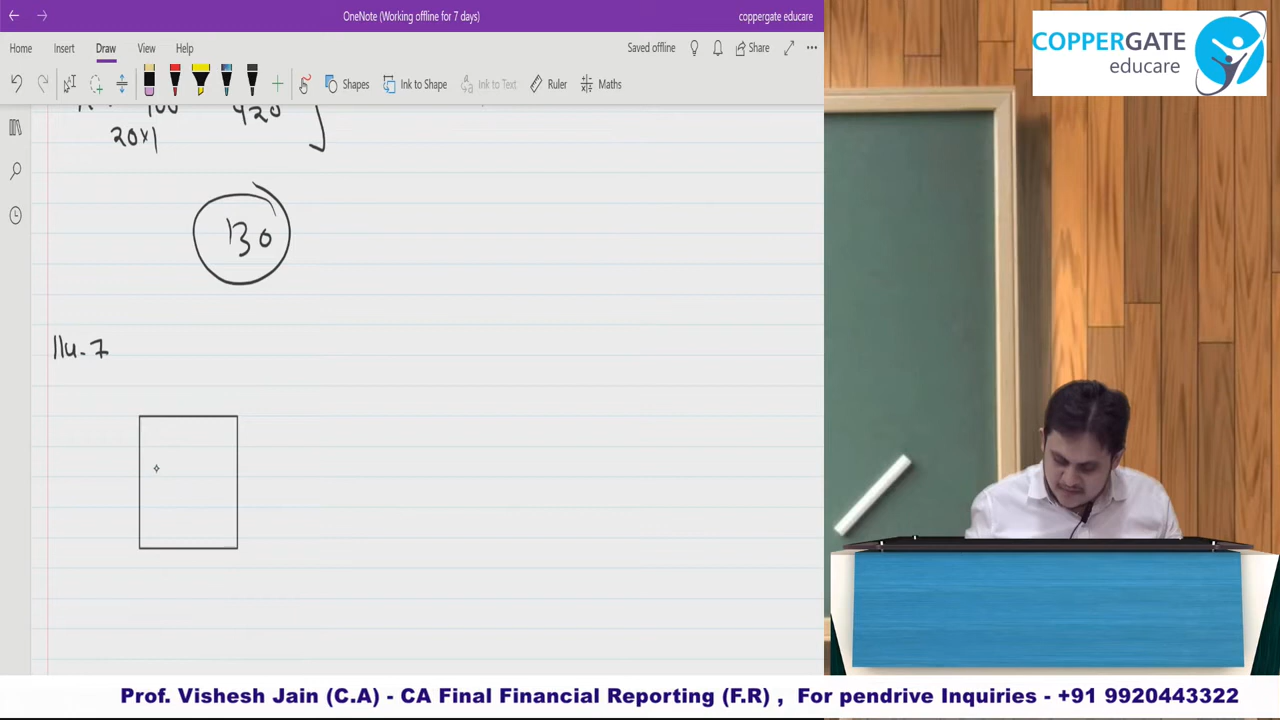 OneNote (Working offline for 7 days)
coppergate educare
Home Insert Draw View Help
Saved offline
Share
Shapes
Ink to Shape
Ink to Text
Ruler
Maths
100 420
20×1
130
Illu-7
COPPERGATE
educare
Prof. Vishesh Jain (C.A) - CA Final Financial Reporting (F.R) , For pendrive Inquiries - +91 9920443322